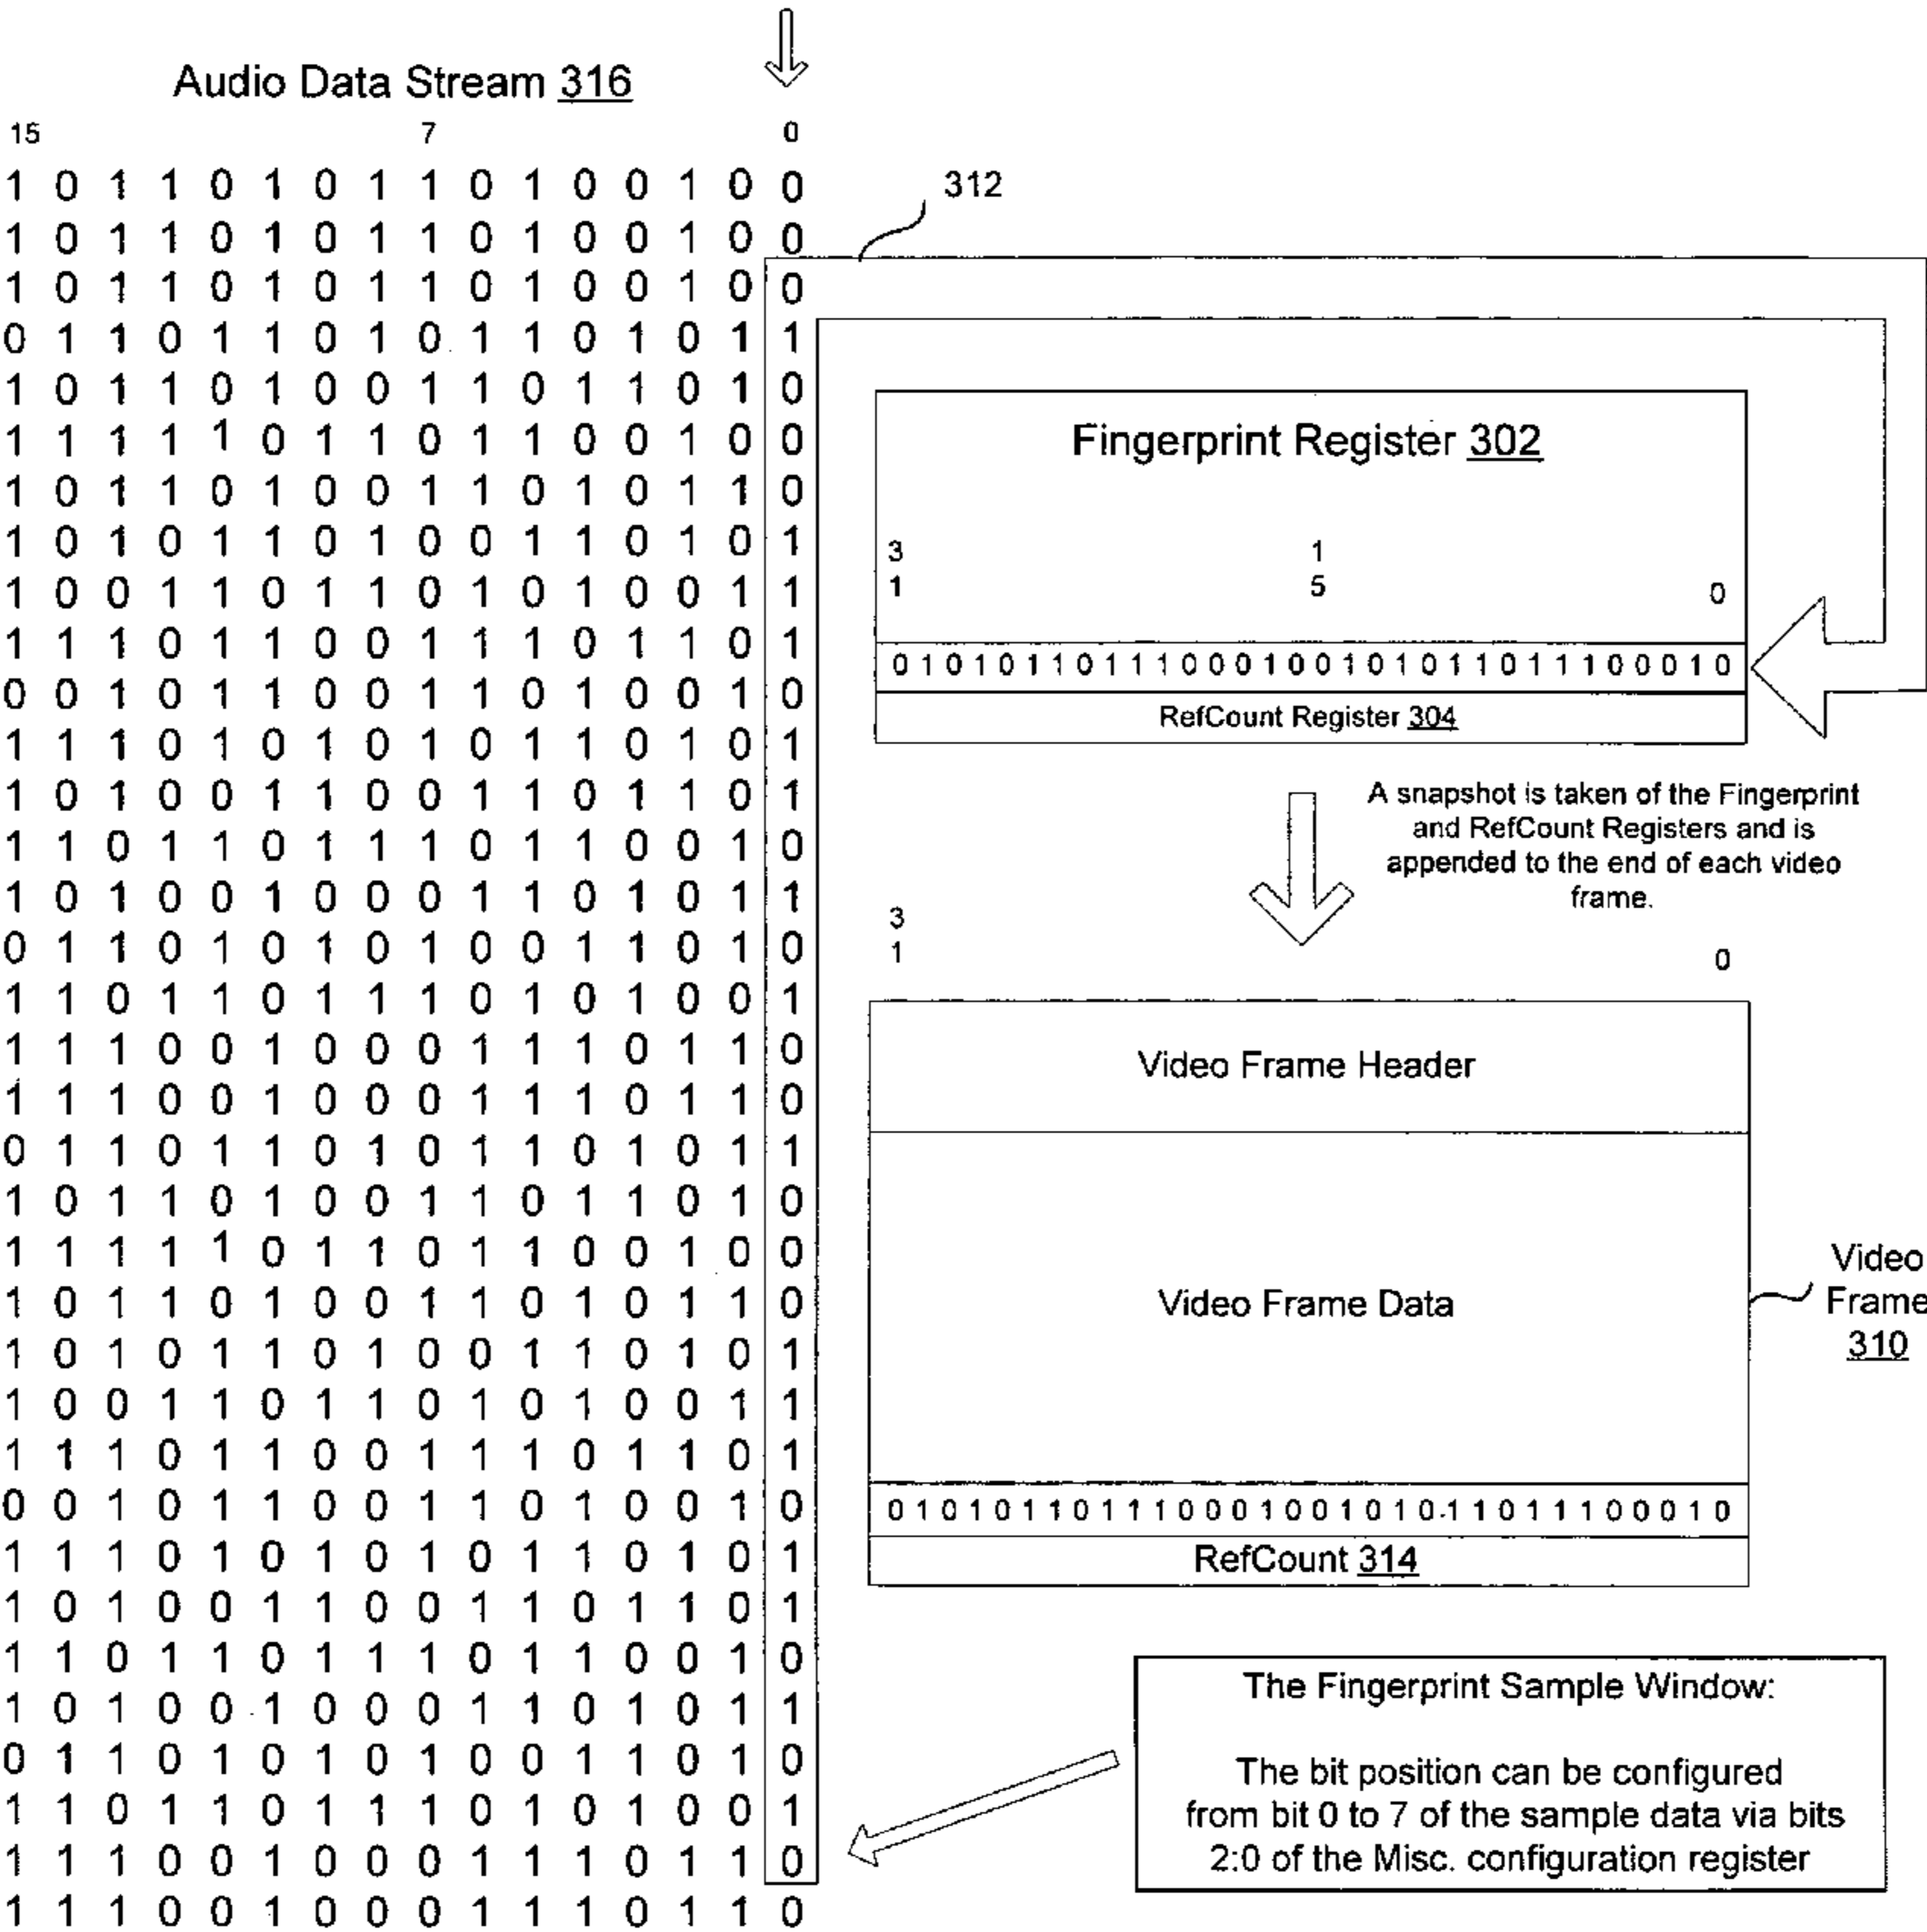 Audio Data Stream 316
15 7 0
1 0 1 1 0 1 0 1 1 0 1 0 0 1 0 0
1 0 1 1 0 1 0 1 1 0 1 0 0 1 0 0
1 0 1 1 0 1 0 1 1 0 1 0 0 1 0 0
0 1 1 0 1 1 0 1 0 1 1 0 1 0 1 1
1 0 1 1 0 1 0 0 1 1 0 1 1 0 1 0
1 1 1 1 1 0 1 1 0 1 1 0 0 1 0 0
1 0 1 1 0 1 0 0 1 1 0 1 0 1 1 0
1 0 1 0 1 1 0 1 0 0 1 1 0 1 0 1
1 0 0 1 1 0 1 1 0 1 0 1 0 0 1 1
1 1 1 0 1 1 0 0 1 1 1 0 1 1 0 1
0 0 1 0 1 1 0 0 1 1 0 1 0 0 1 0
1 1 1 0 1 0 1 0 1 0 1 1 0 1 0 1
1 0 1 0 0 1 1 0 0 1 1 0 1 1 0 1
1 1 0 1 1 0 1 1 1 0 1 1 0 0 1 0
1 0 1 0 0 1 0 0 0 1 1 0 1 0 1 1
0 1 1 0 1 0 1 0 1 0 0 1 1 0 1 0
1 1 0 1 1 0 1 1 1 0 1 0 1 0 0 1
1 1 1 0 0 1 0 0 0 1 1 1 0 1 1 0
1 1 1 0 0 1 0 0 0 1 1 1 0 1 1 0
0 1 1 0 1 1 0 1 0 1 1 0 1 0 1 1
1 0 1 1 0 1 0 0 1 1 0 1 1 0 1 0
1 1 1 1 1 0 1 1 0 1 1 0 0 1 0 0
1 0 1 1 0 1 0 0 1 1 0 1 0 1 1 0
1 0 1 0 1 1 0 1 0 0 1 1 0 1 0 1
1 0 0 1 1 0 1 1 0 1 0 1 0 0 1 1
1 1 1 0 1 1 0 0 1 1 1 0 1 1 0 1
0 0 1 0 1 1 0 0 1 1 0 1 0 0 1 0
1 1 1 0 1 0 1 0 1 0 1 1 0 1 0 1
1 0 1 0 0 1 1 0 0 1 1 0 1 1 0 1
1 1 0 1 1 0 1 1 1 0 1 1 0 0 1 0
1 0 1 0 0 1 0 0 0 1 1 0 1 0 1 1
0 1 1 0 1 0 1 0 1 0 0 1 1 0 1 0
1 1 0 1 1 0 1 1 1 0 1 0 1 0 0 1
1 1 1 0 0 1 0 0 0 1 1 1 0 1 1 0
1 1 1 0 0 1 0 0 0 1 1 1 0 1 1 0
312
Fingerprint Register 302
3 1
1 5 0
0 1 0 1 0 1 1 0 1 1 1 0 0 0 1 0 0 1 0 1 0 1 1 0 1 1 1 0 0 0 1 0
RefCount Register 304
A snapshot is taken of the Fingerprint
and RefCount Registers and is
appended to the end of each video
frame.
3
1 0
Video Frame Header
Video Frame Data
Video
Frame
310
0 1 0 1 0 1 1 0 1 1 1 0 0 0 1 0 0 1 0 1 0 1 1 0 1 1 1 0 0 0 1 0
RefCount 314
The Fingerprint Sample Window:
The bit position can be configured
from bit 0 to 7 of the sample data via bits
2:0 of the Misc. configuration register